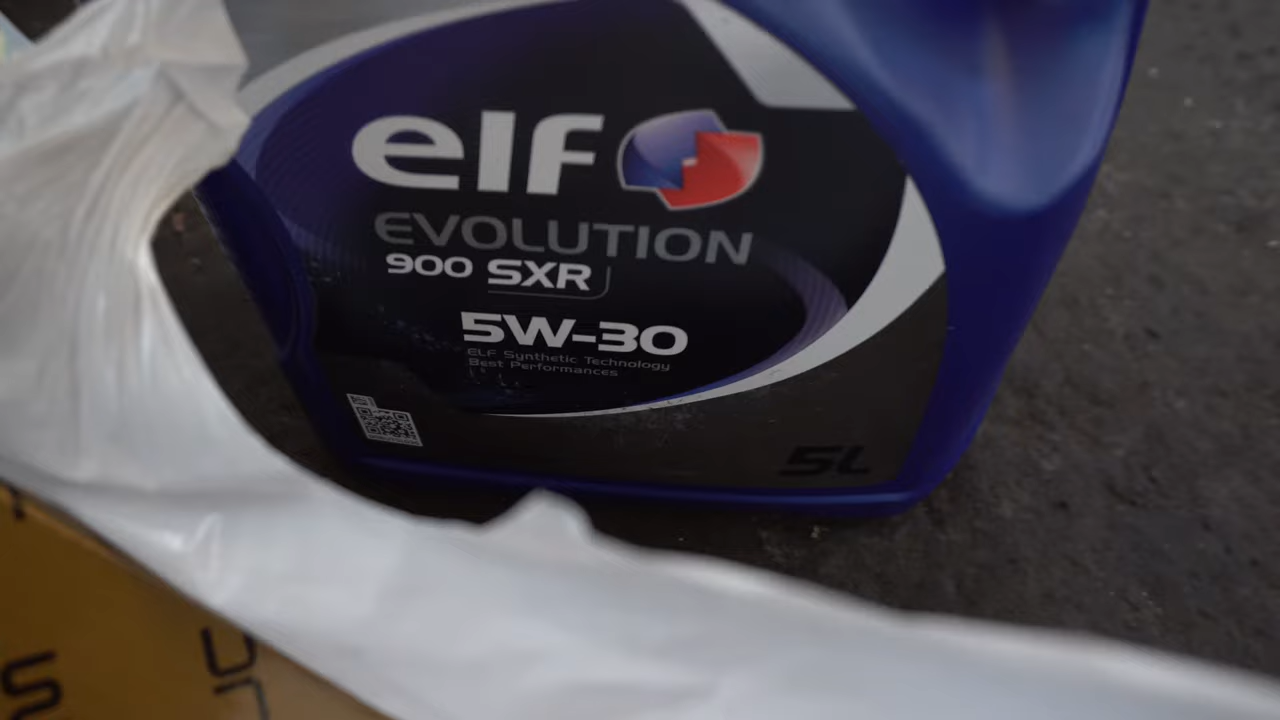 elf
EVOLUTION
900 SXR
5W-30
ELF Synthetic Technology
Best Performances
5L
S